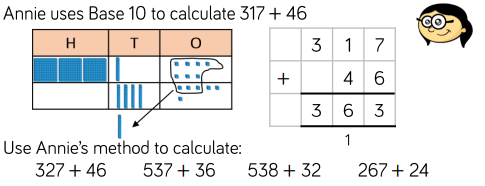 Annie uses Base 10 to calculate 317 + 46
H T O
3 1 7
+ 4 6
3 6 3
1
Use Annie's method to calculate:
327 + 46 537 + 36 538 + 32 267 + 24